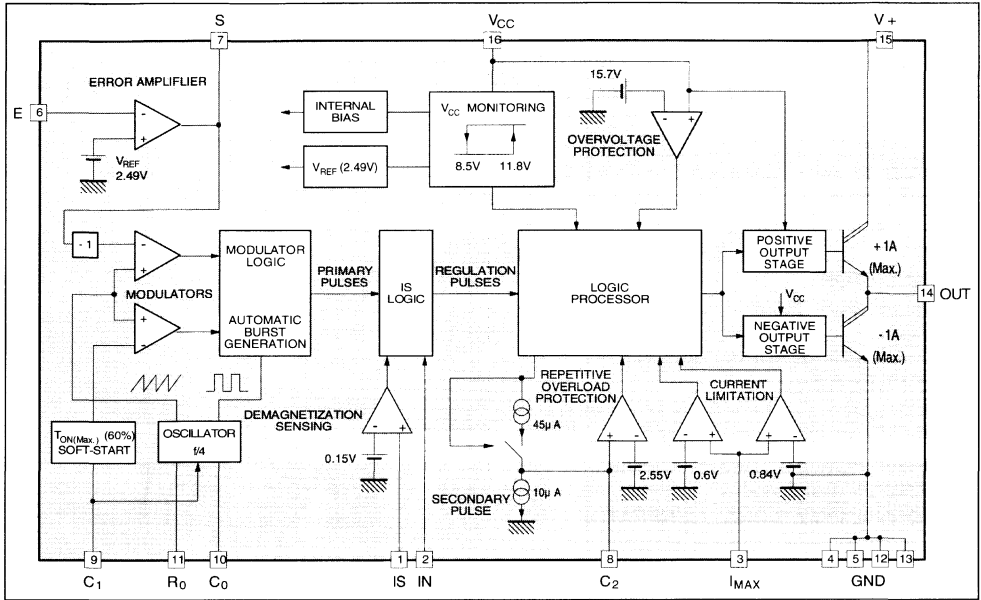 S
VCC
V +
7
16
15
ERROR AMPLIFIER
E
6
-
+
VREF
2.49V
INTERNAL
BIAS
VREF (2.49V)
VCC MONITORING
8.5V
11.8V
15.7V
-
+
OVERVOLTAGE
PROTECTION
- 1
-
+
MODULATORS
+
-
MODULATOR
LOGIC
AUTOMATIC
BURST
GENERATION
PRIMARY
PULSES
IS
LOGIC
REGULATION
PULSES
LOGIC
PROCESSOR
POSITIVE
OUTPUT
STAGE
+ 1A
(Max.)
14
OUT
VCC
NEGATIVE
OUTPUT
STAGE
- 1A
(Max.)
TON(Max.) (60%)
SOFT-START
OSCILLATOR
f/4
DEMAGNETIZATION
SENSING
-
+
0.15V
REPETITIVE
OVERLOAD
PROTECTION
45µ A
10µ A
SECONDARY
PULSE
+
-
2.55V
CURRENT
LIMITATION
-
+
0.6V
+
-
0.84V
9
11
10
1
2
8
3
4
5
12
13
C1
R0
C0
IS
IN
C2
IMAX
GND